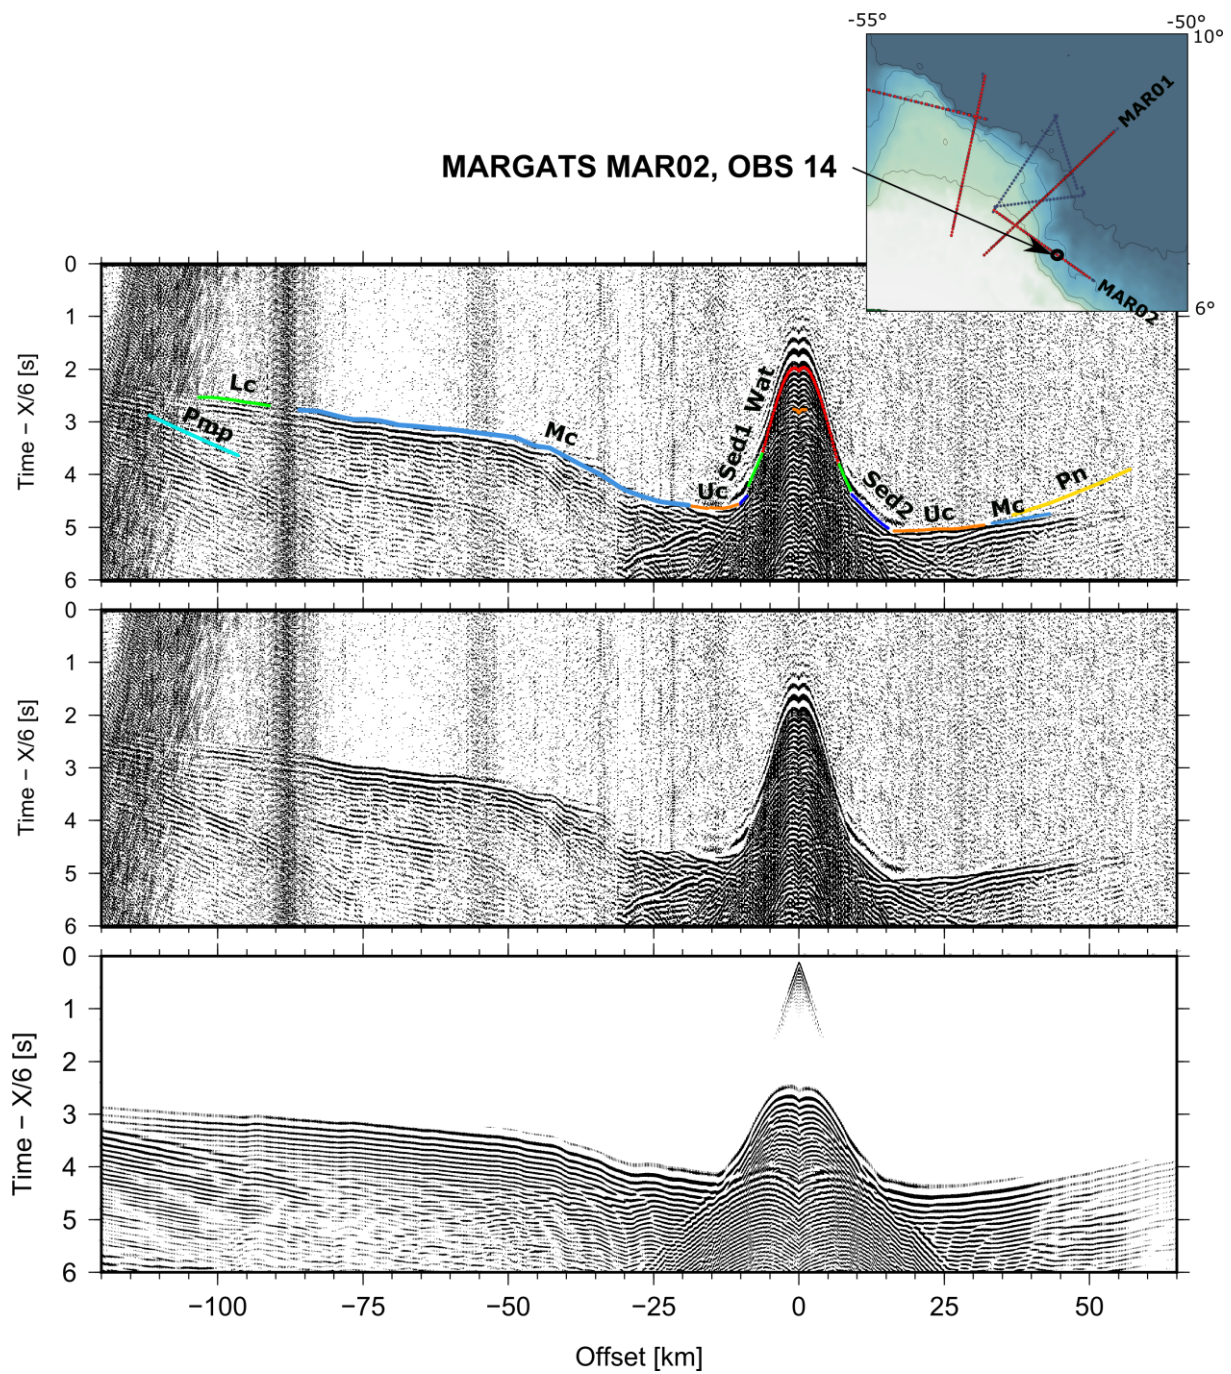 -55° -50°
10°
MAR01
MARGATS MAR02, OBS 14
MAR02
6°
0
1
2
3
4
5
6
Time − X/6 [s]
Lc
Pmp
Mc
Uc
Sed1
Wat
Sed2
Uc
Mc
Pn
0
1
2
3
4
5
6
Time − X/6 [s]
0
1
2
3
4
5
6
Time − X/6 [s]
−100 −75 −50 −25 0 25 50
Offset [km]